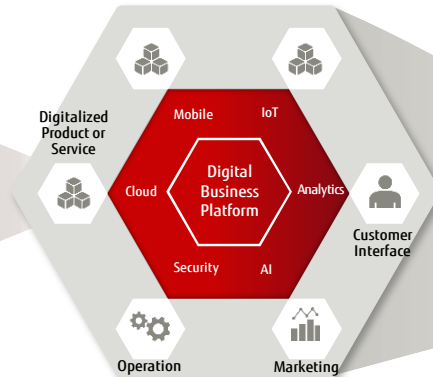 Mobile
IoT
Digitalized
Product or
Service
Digital
Business
Platform
Cloud
Analytics
Customer
Interface
Security
AI
Operation
Marketing